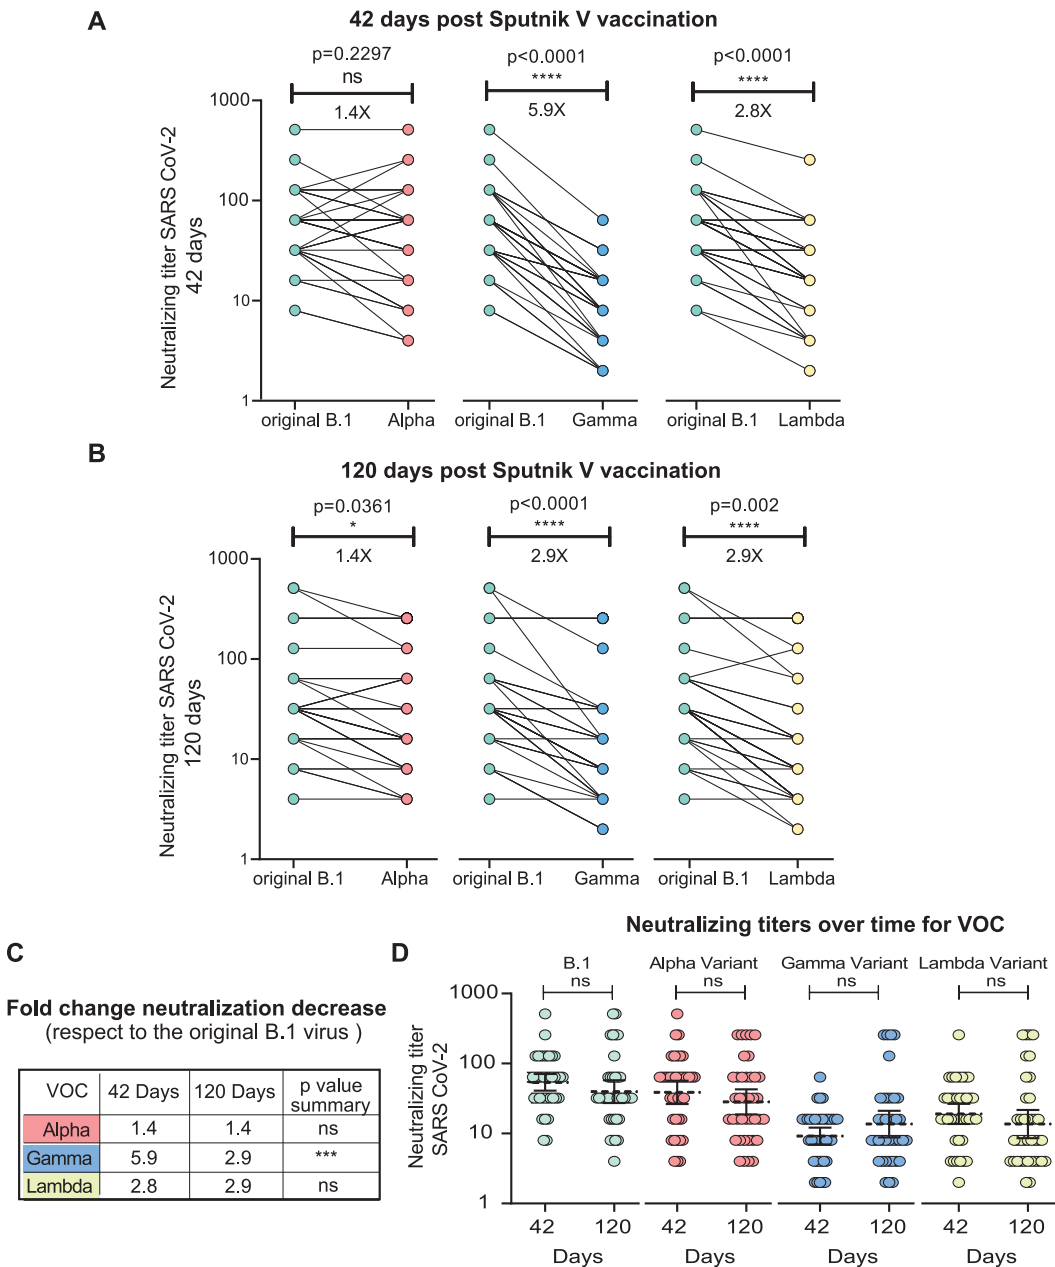 A
42 days post Sputnik V vaccination
p=0.2297
ns
1.4X
p<0.0001
****
5.9X
p<0.0001
****
2.8X
Neutralizing titer SARS CoV-2
42 days
1000
100
10
1
original B.1
Alpha
original B.1
Gamma
original B.1
Lambda
B
120 days post Sputnik V vaccination
p=0.0361
*
1.4X
p<0.0001
****
2.9X
p=0.002
****
2.9X
Neutralizing titer SARS CoV-2
120 days
1000
100
10
1
original B.1
Alpha
original B.1
Gamma
original B.1
Lambda
C
Fold change neutralization decrease
(respect to the original B.1 virus )
VOC 42 Days 120 Days p value summary
Alpha 1.4 1.4 ns
Gamma 5.9 2.9 ***
Lambda 2.8 2.9 ns
D
Neutralizing titers over time for VOC
B.1
ns
Alpha Variant
ns
Gamma Variant
ns
Lambda Variant
ns
Neutralizing titer
SARS CoV-2
1000
100
10
1
42 120
Days
42 120
Days
42 120
Days
42 120
Days